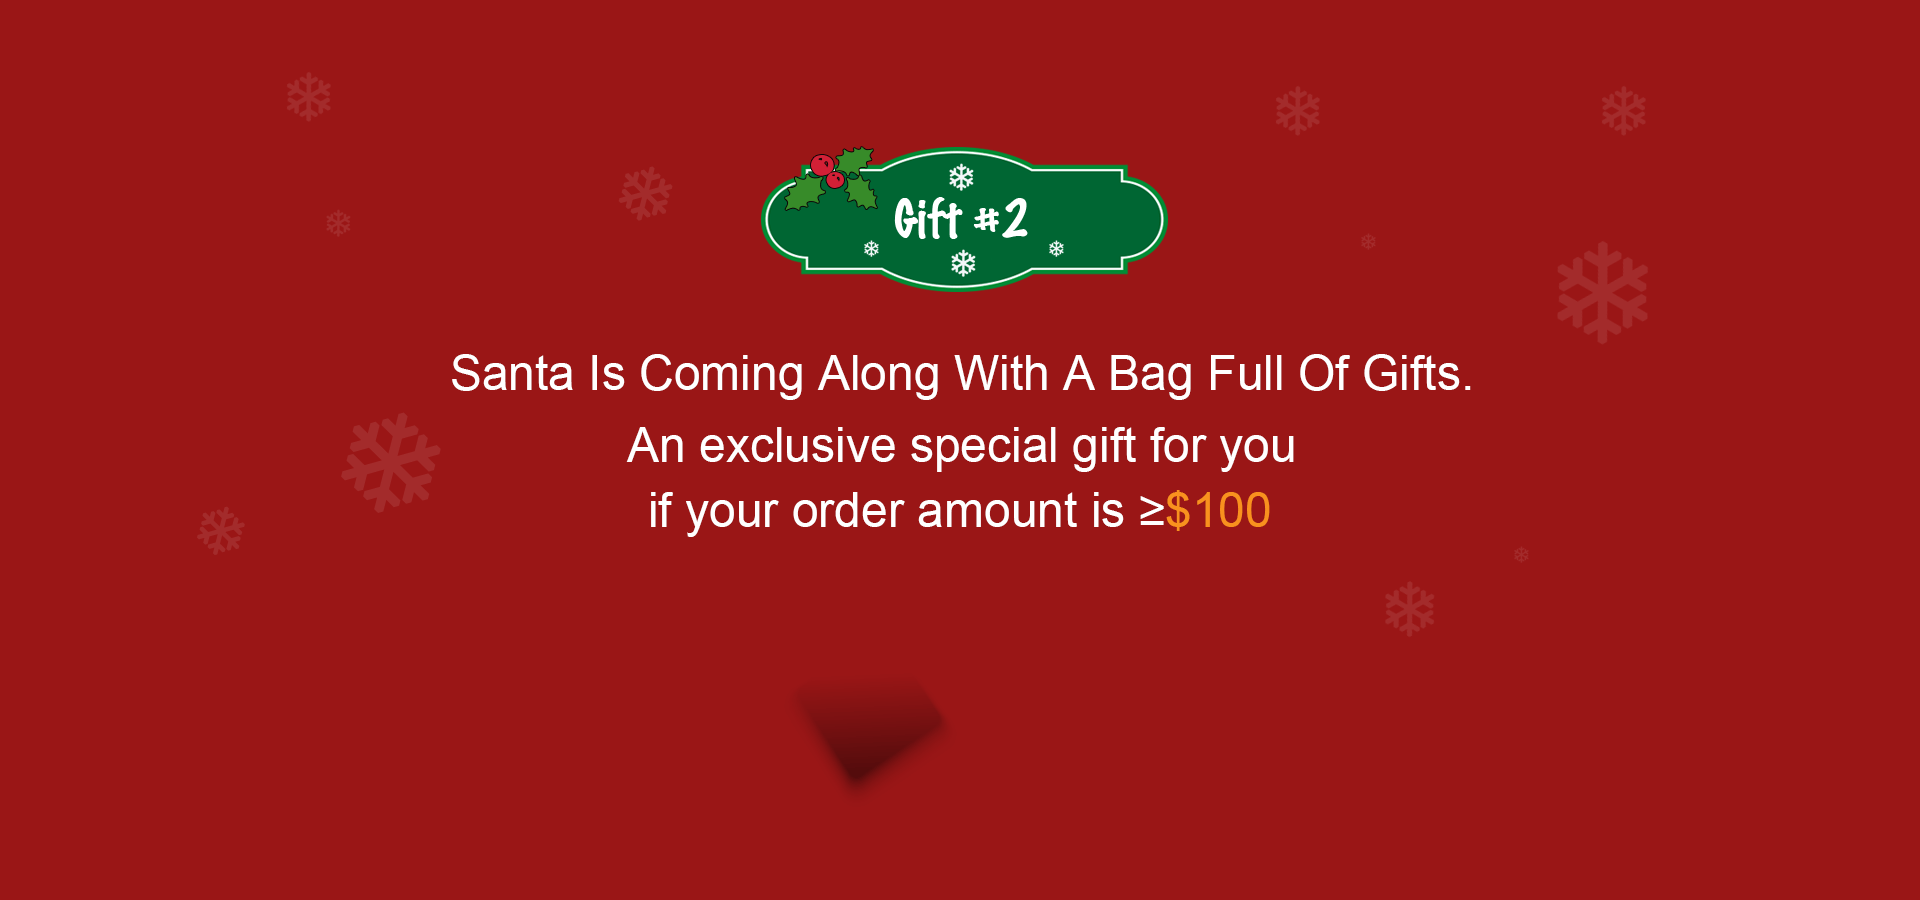 Gift #2
Santa Is Coming Along With A Bag Full Of Gifts.
An exclusive special gift for you
if your order amount is ≥$100